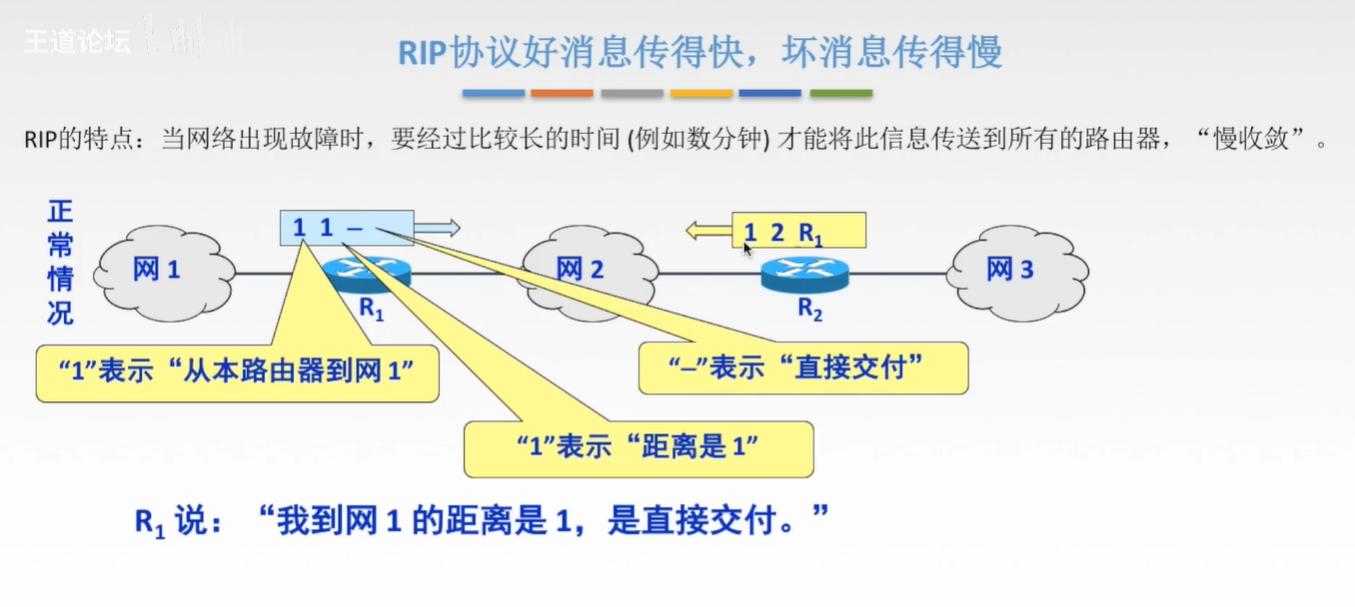 王道论坛
RIP协议好消息传得快，坏消息传得慢
RIP的特点：当网络出现故障时，要经过比较长的时间 (例如数分钟) 才能将此信息传送到所有的路由器，“慢收敛”。
正常情况
1 1 –
1 2 R₁
网 1
网 2
网 3
R₁
R₂
“1”表示“从本路由器到网 1”
“–”表示“直接交付”
“1”表示“距离是 1”
R₁ 说：“我到网 1 的距离是 1，是直接交付。”